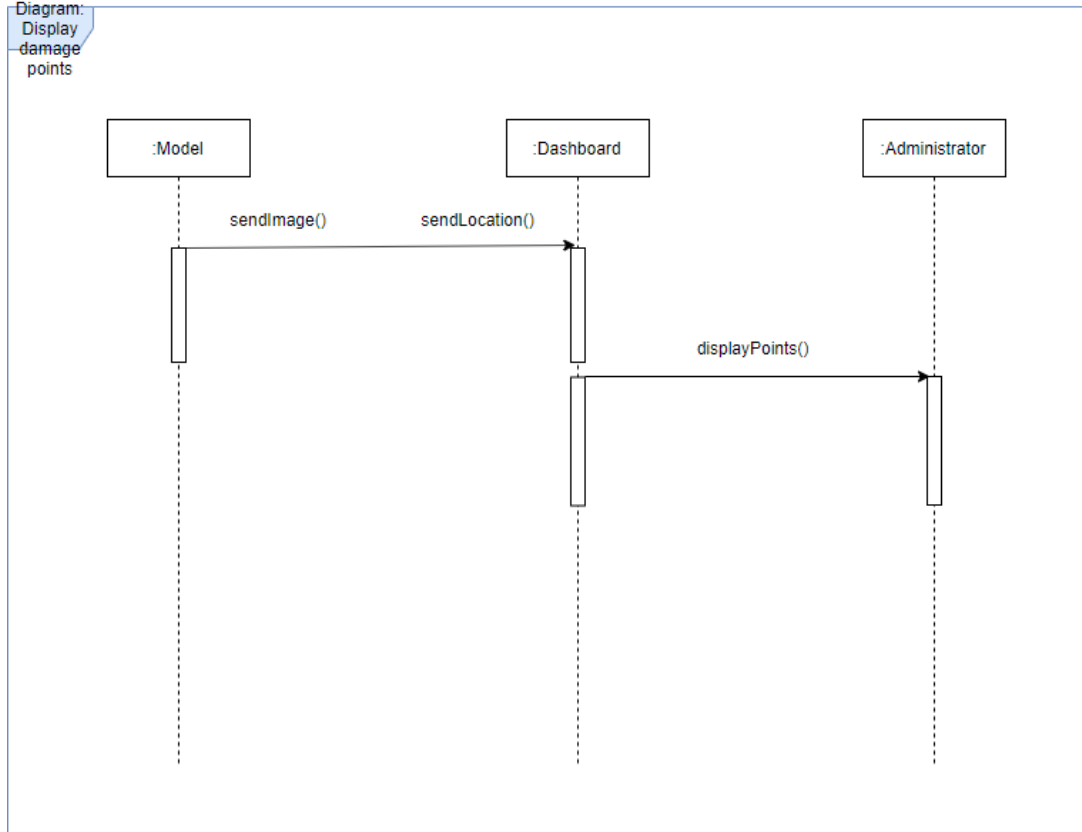 Diagram:
Display
damage
points
:Model
:Dashboard
:Administrator
sendImage()
sendLocation()
displayPoints()